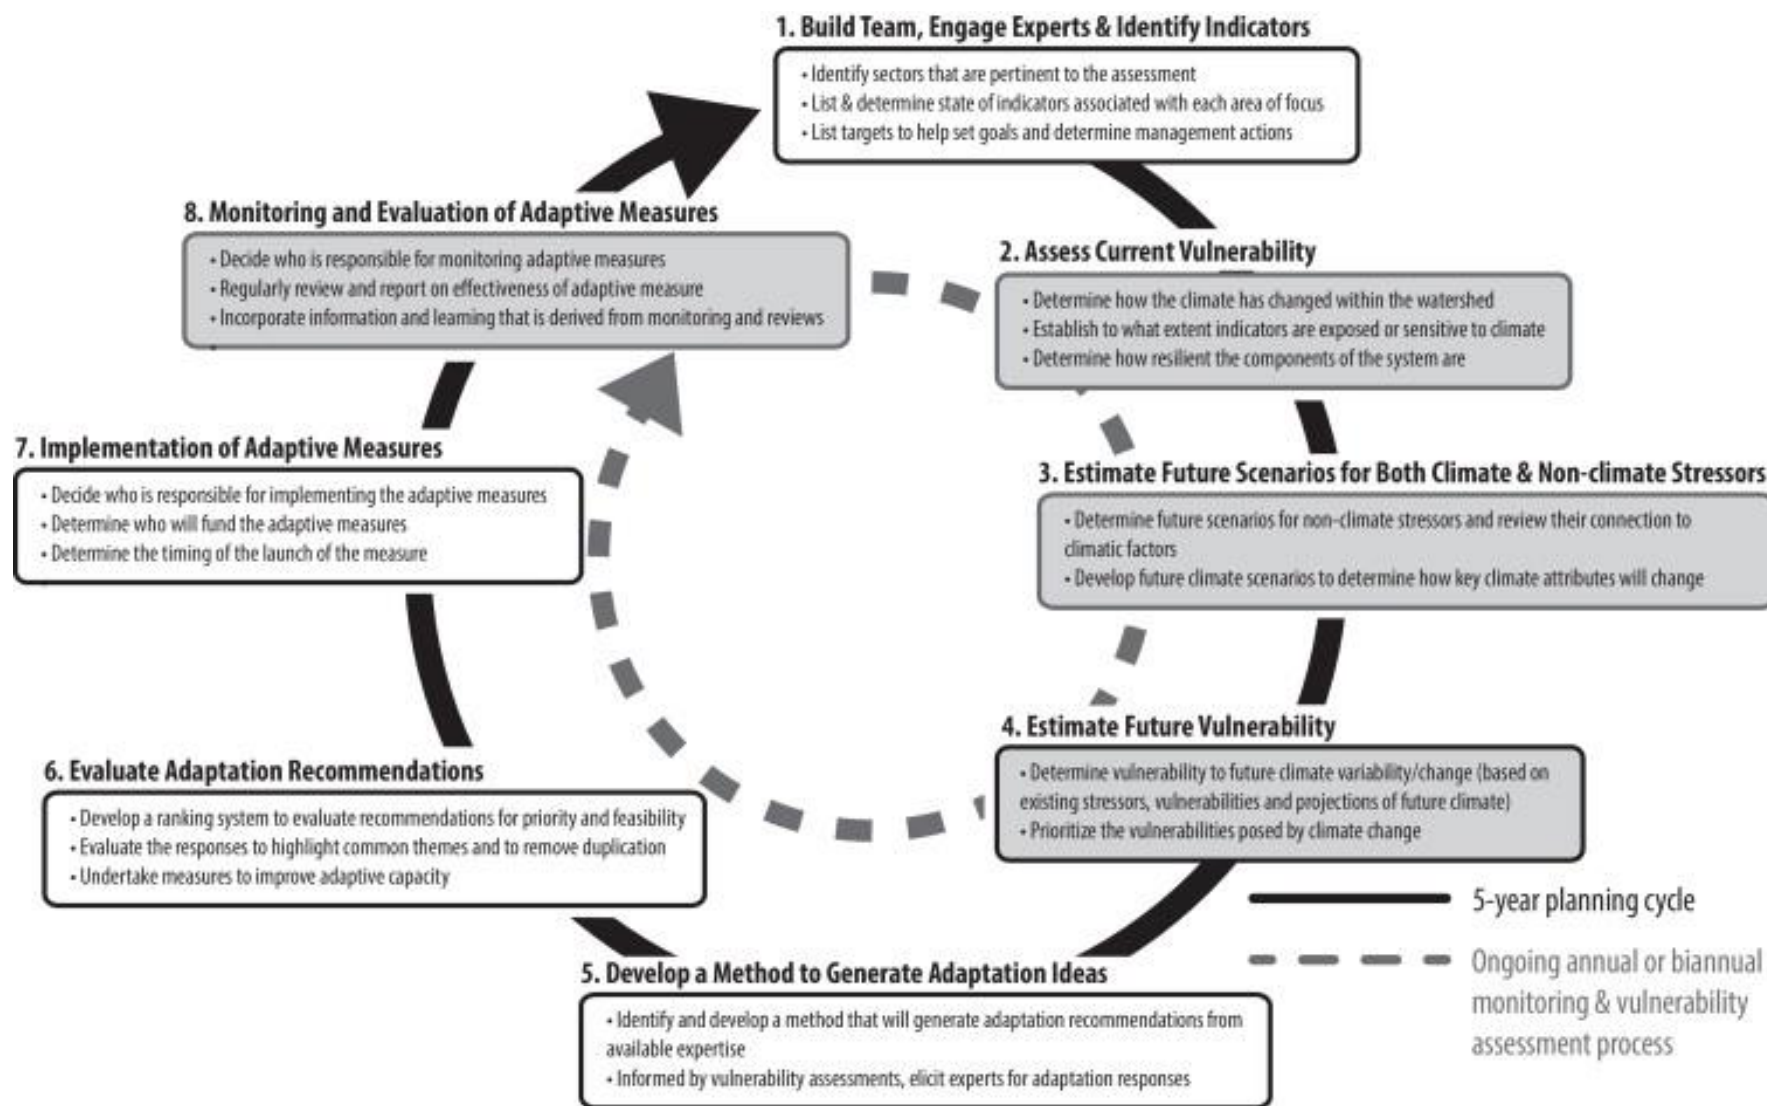 1. Build Team, Engage Experts & Identify Indicators
• Identify sectors that are pertinent to the assessment
• List & determine state of indicators associated with each area of focus
• List targets to help set goals and determine management actions
2. Assess Current Vulnerability
• Determine how the climate has changed within the watershed
• Establish to what extent indicators are exposed or sensitive to climate
• Determine how resilient the components of the system are
3. Estimate Future Scenarios for Both Climate & Non-climate Stressors
• Determine future scenarios for non-climate stressors and review their connection to
climatic factors
• Develop future climate scenarios to determine how key climate attributes will change
4. Estimate Future Vulnerability
• Determine vulnerability to future climate variability/change (based on
existing stressors, vulnerabilities and projections of future climate)
• Prioritize the vulnerabilities posed by climate change
5. Develop a Method to Generate Adaptation Ideas
• Identify and develop a method that will generate adaptation recommendations from
available expertise
• Informed by vulnerability assessments, elicit experts for adaptation responses
6. Evaluate Adaptation Recommendations
• Develop a ranking system to evaluate recommendations for priority and feasibility
• Evaluate the responses to highlight common themes and to remove duplication
• Undertake measures to improve adaptive capacity
7. Implementation of Adaptive Measures
• Decide who is responsible for implementing the adaptive measures
• Determine who will fund the adaptive measures
• Determine the timing of the launch of the measure
8. Monitoring and Evaluation of Adaptive Measures
• Decide who is responsible for monitoring adaptive measures
• Regularly review and report on effectiveness of adaptive measure
• Incorporate information and learning that is derived from monitoring and reviews
5-year planning cycle
Ongoing annual or biannual
monitoring & vulnerability
assessment process